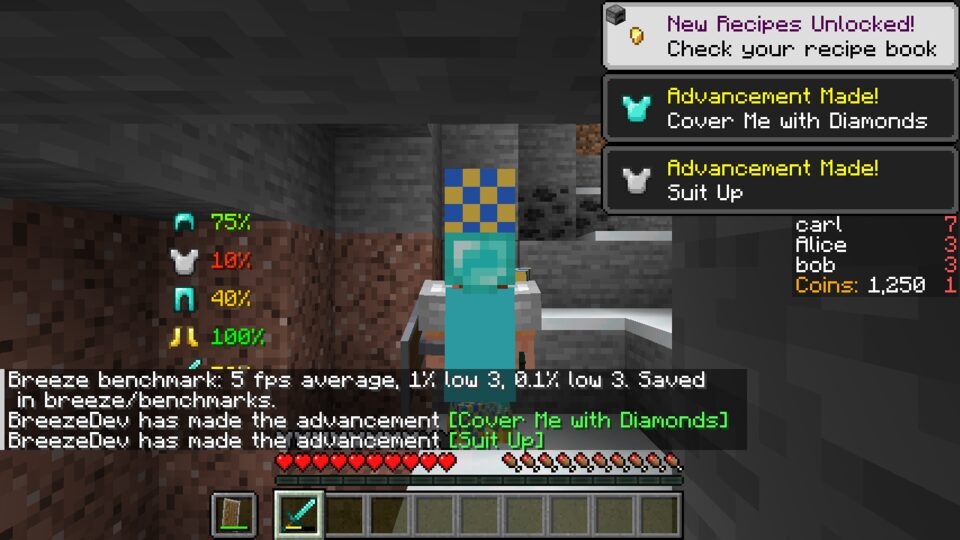 New Recipes Unlocked!
Check your recipe book
Advancement Made!
Cover Me with Diamonds
Advancement Made!
Suit Up
carl 7
Alice 3
bob 3
Coins: 1,250 1
75%
10%
40%
100%
Breeze benchmark: 5 fps average, 1% low 3, 0.1% low 3. Saved
in breeze/benchmarks.
BreezeDev has made the advancement [Cover Me with Diamonds]
BreezeDev has made the advancement [Suit Up]